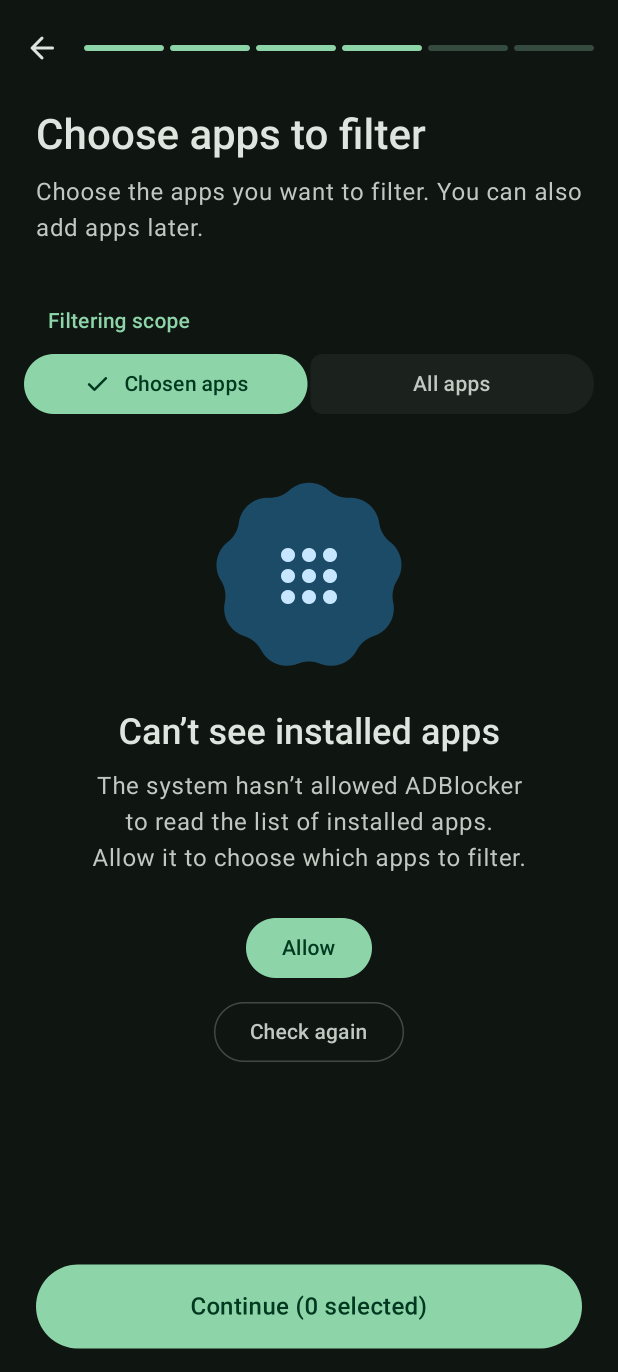 Choose apps to filter
Choose the apps you want to filter. You can also
add apps later.
Filtering scope
Chosen apps
All apps
Can’t see installed apps
The system hasn’t allowed ADBlocker
to read the list of installed apps.
Allow it to choose which apps to filter.
Allow
Check again
Continue (0 selected)